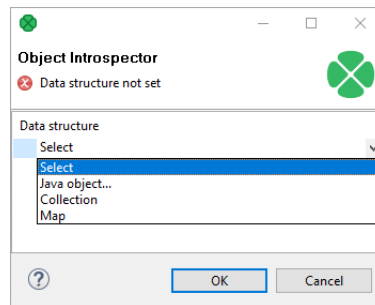 Object Introspector
Data structure not set
Data structure
Select
Select
Java object...
Collection
Map
?
OK
Cancel